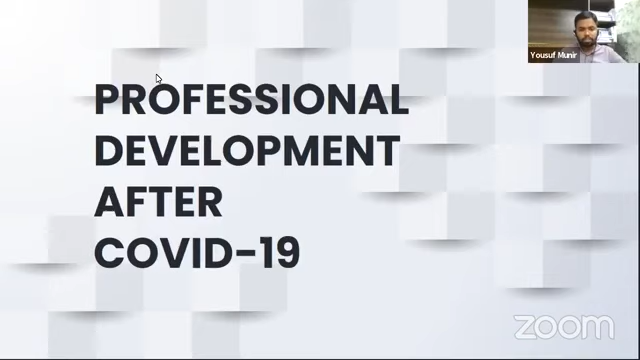 Yousuf Munir
PROFESSIONAL
DEVELOPMENT
AFTER
COVID-19
zoom